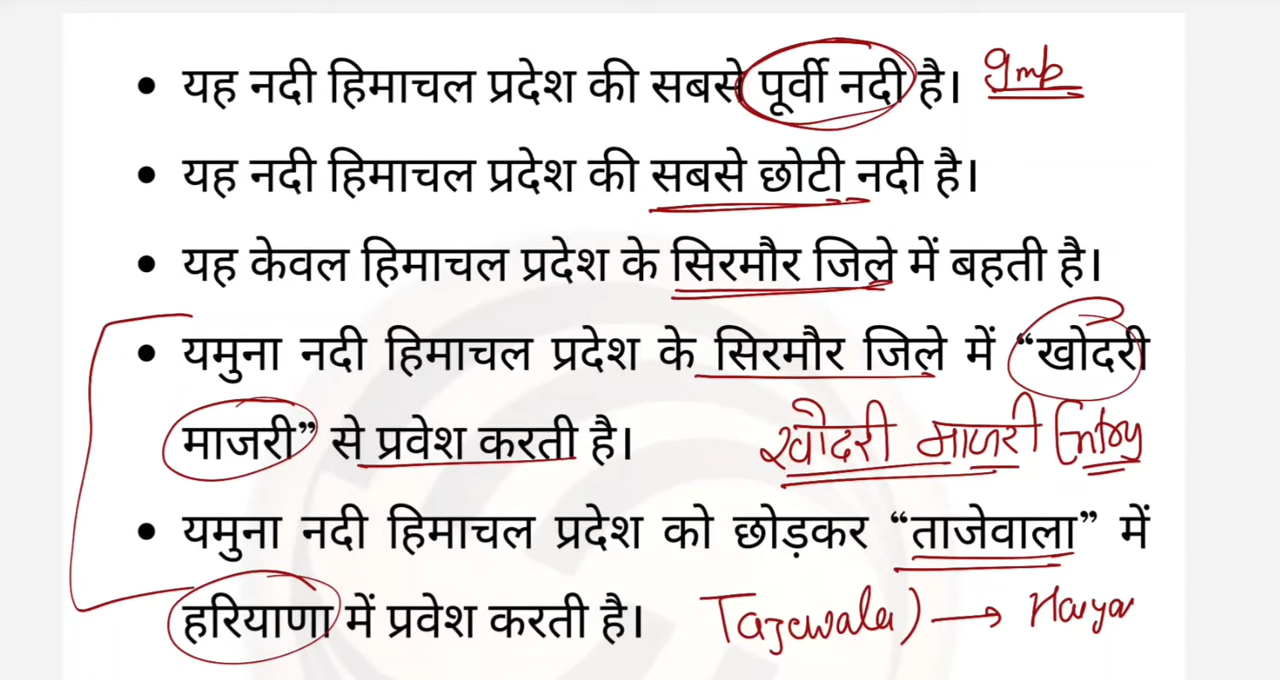 • यह नदी हिमाचल प्रदेश की सबसे पूर्वी नदी है। gmp
• यह नदी हिमाचल प्रदेश की सबसे छोटी नदी है।
• यह केवल हिमाचल प्रदेश के सिरमौर जिले में बहती है।
• यमुना नदी हिमाचल प्रदेश के सिरमौर जिले में “खोदरी
माजरी” से प्रवेश करती है। खोदरी माजरी Entry
• यमुना नदी हिमाचल प्रदेश को छोड़कर “ताजेवाला” में
हरियाणा में प्रवेश करती है। Tajewala) →